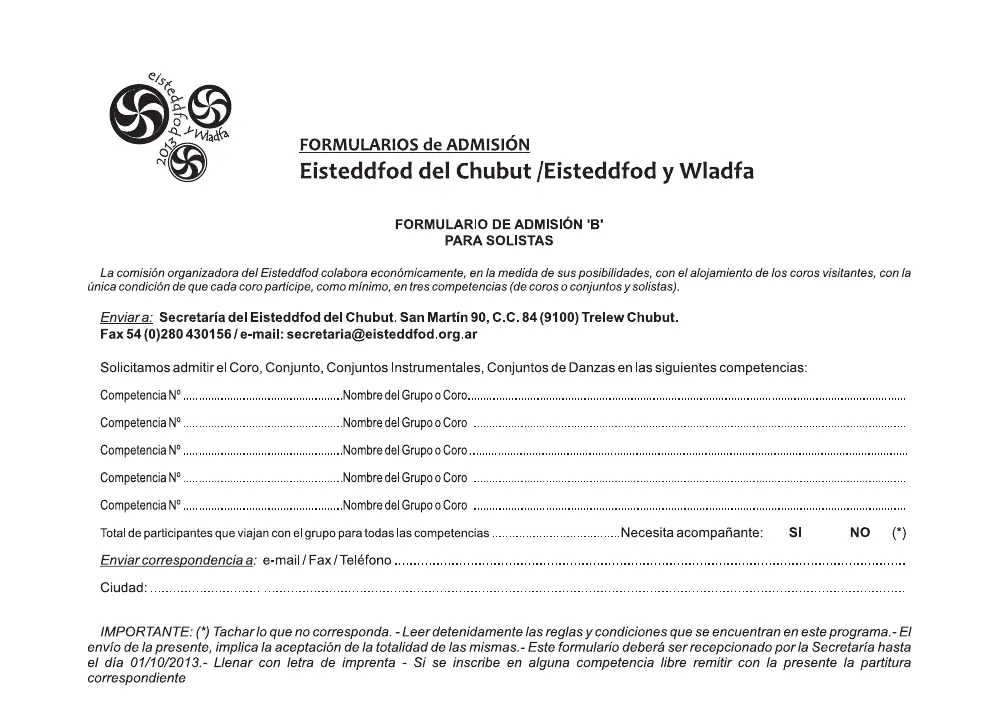 eisteddfod
y Wladfa
2013
FORMULARIOS de ADMISIÓN
Eisteddfod del Chubut /Eisteddfod y Wladfa
FORMULARIO DE ADMISIÓN 'B'
PARA SOLISTAS
La comisión organizadora del Eisteddfod colabora económicamente, en la medida de sus posibilidades, con el alojamiento de los coros visitantes, con la
única condición de que cada coro participe, como mínimo, en tres competencias (de coros o conjuntos y solistas).
Enviar a: Secretaría del Eisteddfod del Chubut. San Martín 90, C.C. 84 (9100) Trelew Chubut.
Fax 54 (0)280 430156 / e-mail: secretaria@eisteddfod.org.ar
Solicitamos admitir el Coro, Conjunto, Conjuntos Instrumentales, Conjuntos de Danzas en las siguientes competencias:
Competencia Nº ....................................................Nombre del Grupo o Coro....................................................
Competencia Nº ....................................................Nombre del Grupo o Coro ....................................................
Competencia Nº ....................................................Nombre del Grupo o Coro ....................................................
Competencia Nº ....................................................Nombre del Grupo o Coro ....................................................
Competencia Nº ....................................................Nombre del Grupo o Coro ....................................................
Total de participantes que viajan con el grupo para todas las competencias ....................................Necesita acompañante: SI NO (*)
Enviar correspondencia a: e-mail / Fax / Teléfono ....................................................
Ciudad: ....................................................
IMPORTANTE: (*) Tachar lo que no corresponda. - Leer detenidamente las reglas y condiciones que se encuentran en este programa.- El
envío de la presente, implica la aceptación de la totalidad de las mismas.- Este formulario deberá ser recepcionado por la Secretaría hasta
el día 01/10/2013.- Llenar con letra de imprenta - Si se inscribe en alguna competencia libre remitir con la presente la partitura
correspondiente